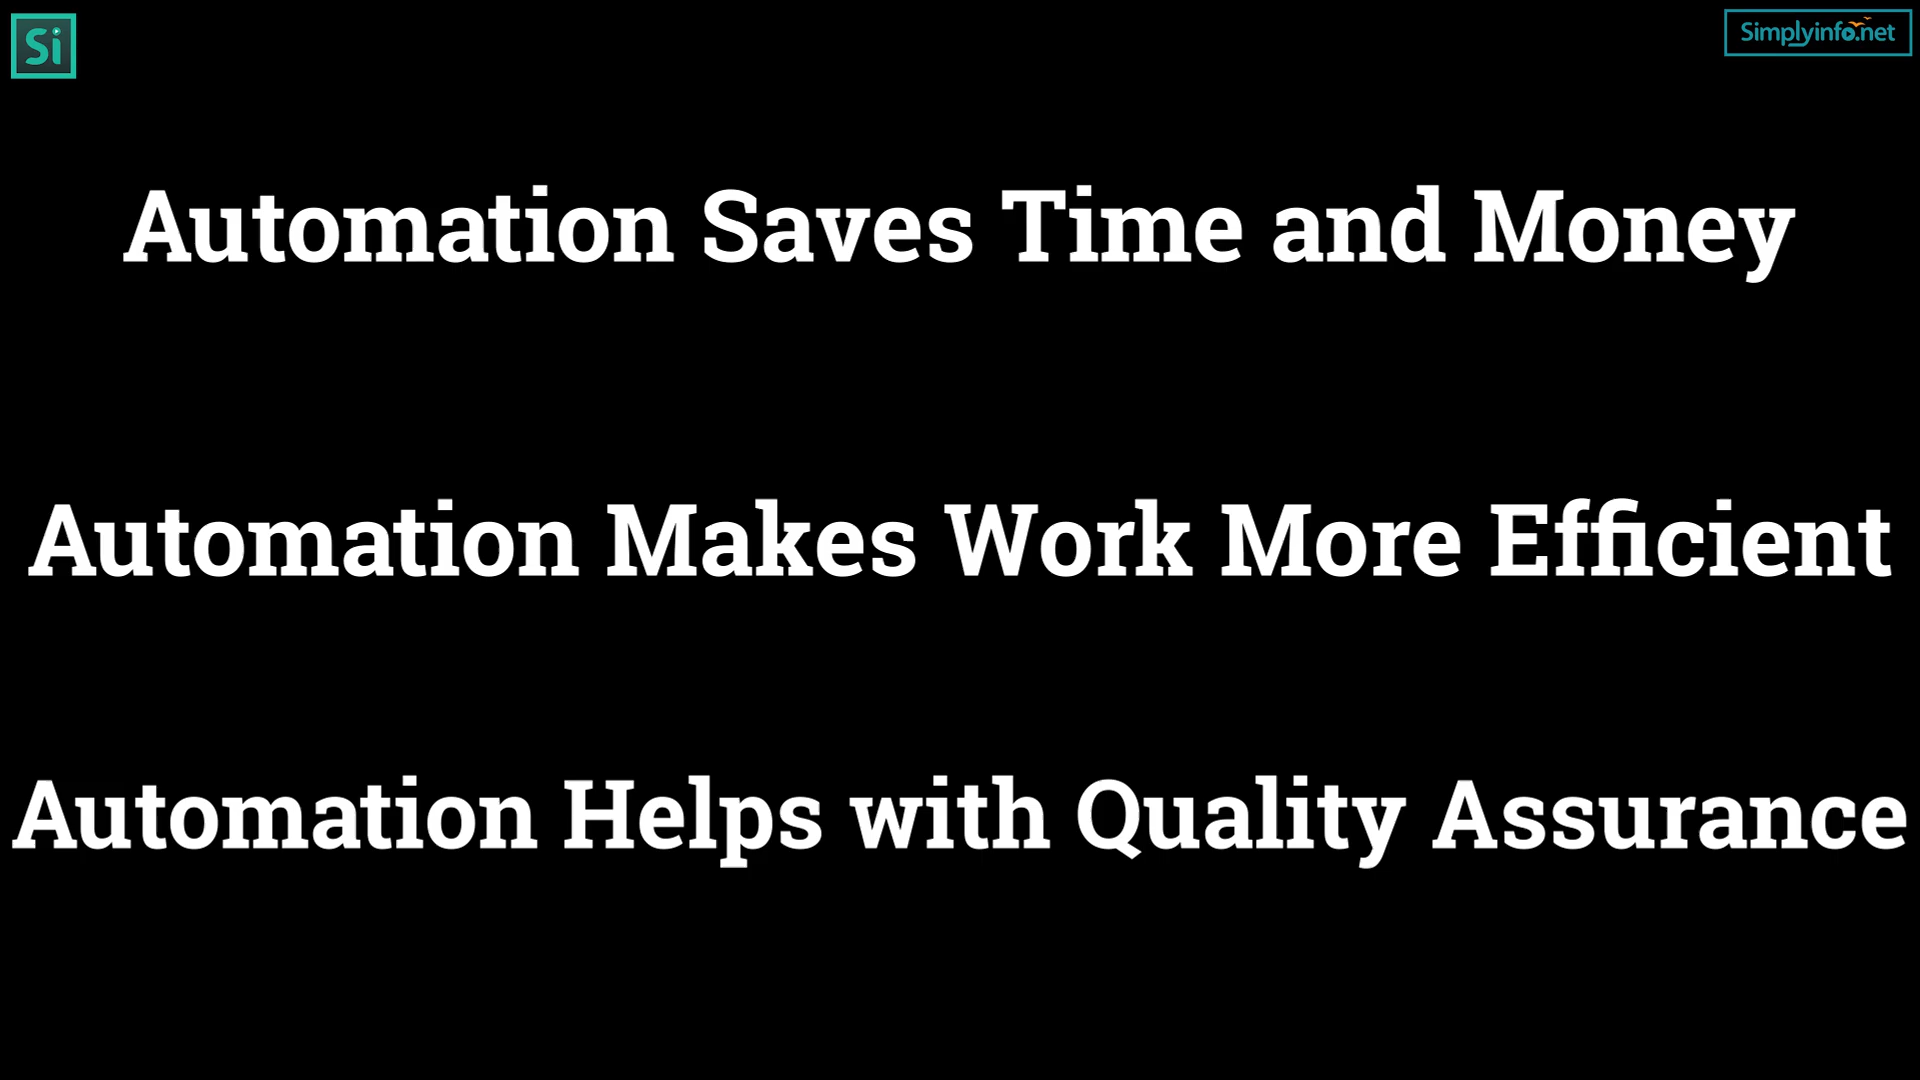 Si
Simplyinfo.net
Automation Saves Time and Money
Automation Makes Work More Efficient
Automation Helps with Quality Assurance